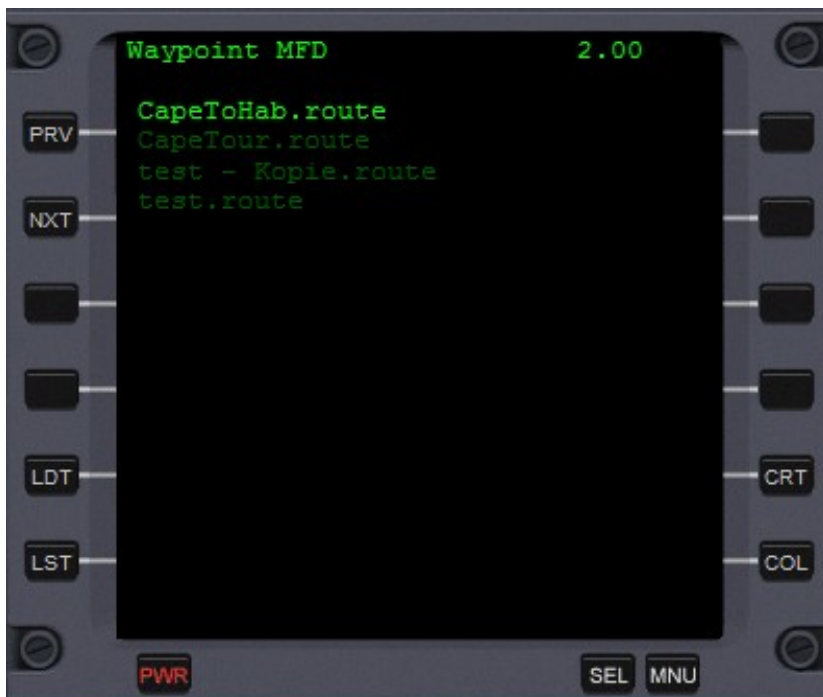 Waypoint MFD 2.00
CapeToHab.route
PRV
CapeTour.route
test - Kopie.route
NXT
test.route
LDT
CRT
LST
COL
PWR
SEL MNU